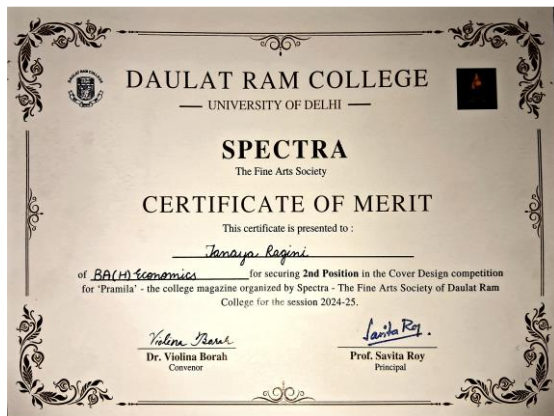 DAULAT RAM COLLEGE
UNIVERSITY OF DELHI
SPECTRA
The Fine Arts Society
CERTIFICATE OF MERIT
This certificate is presented to :
Tanaya Ragini
of BA(H) Economics for securing 2nd Position in the Cover Design competition
for 'Pramila' - the college magazine organized by Spectra - The Fine Arts Society of Daulat Ram
College for the session 2024-25.
Violina Borah
Savita Roy.
Dr. Violina Borah
Prof. Savita Roy
Convenor
Principal